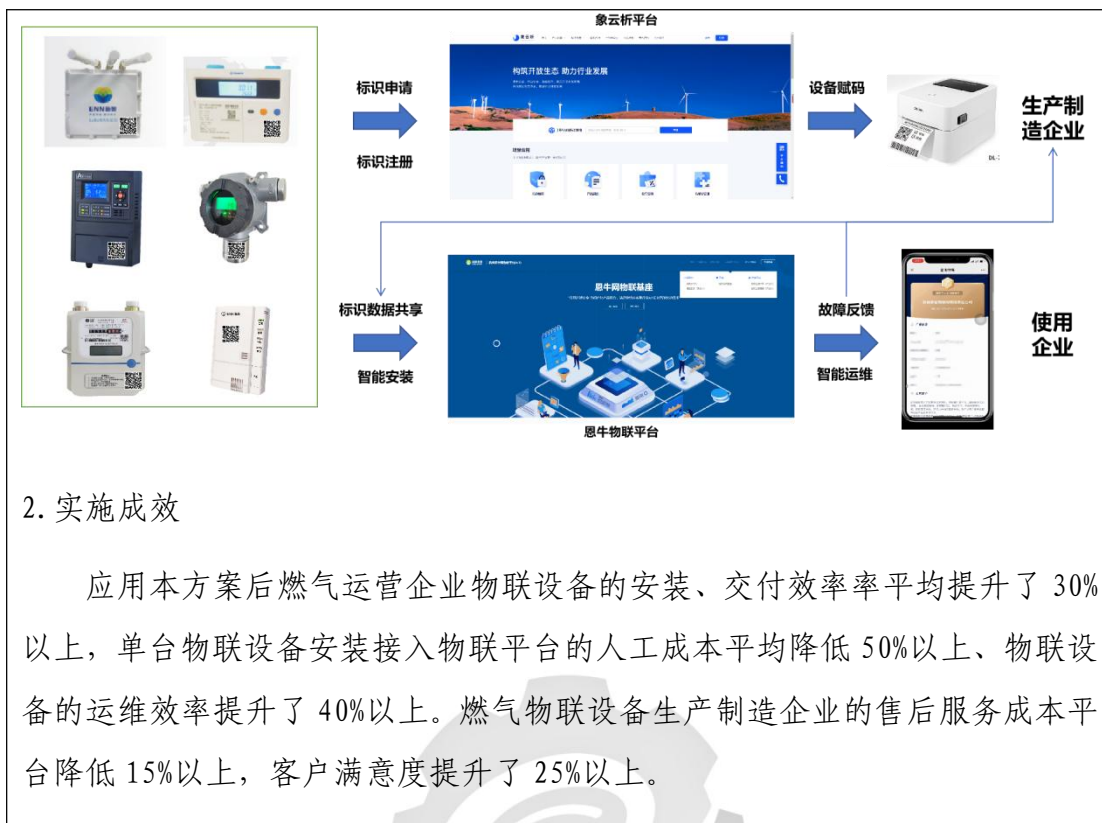 象云析平台
构筑开放生态 助力行业发展
标识申请
标识注册
设备赋码
生产制
造企业
ENN
标识数据共享
智能安装
恩牛网物联基座
故障反馈
智能运维
使用
企业
恩牛物联平台
2.实施成效
应用本方案后燃气运营企业物联设备的安装、交付效率率平均提升了 30%
以上，单台物联设备安装接入物联平台的人工成本平均降低 50%以上、物联设
备的运维效率提升了 40%以上。燃气物联设备生产制造企业的售后服务成本平
台降低 15%以上，客户满意度提升了 25%以上。